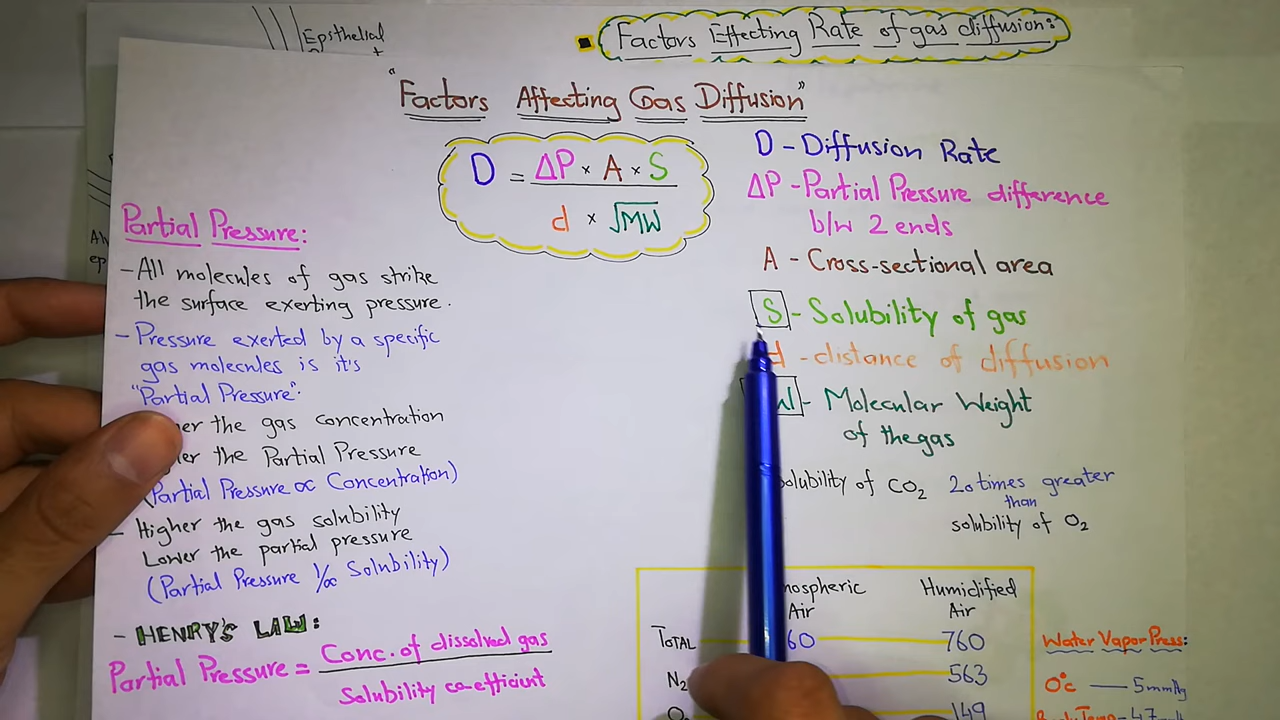 Epithelial
Factors Effecting Rate of gas diffusion:
"Factors Affecting Gas Diffusion"
D = ΔP × A × S
d × √MW
D - Diffusion Rate
ΔP - Partial Pressure difference
b/w 2 ends
A - Cross-sectional area
S - Solubility of gas
d - distance of diffusion
- Molecular Weight
of the gas
of CO₂ 20 times greater
than
solubility of O₂
Partial Pressure:
- All molecules of gas strike
the surface exerting pressure.
- Pressure exerted by a specific
gas molecules is it's
"Partial Pressure".
the gas concentration
the Partial Pressure
(Partial Pressure ∝ Concentration)
- Higher the gas solubility
Lower the partial pressure
(Partial Pressure 1/∝ Solubility)
- HENRY'S LAW:
Partial Pressure = Conc. of dissolved gas
Solubility co-efficient
Humidified
Air Air
TOTAL 760
N₂ 563
149
Water Vapor Press:
0°C — 5mmHg